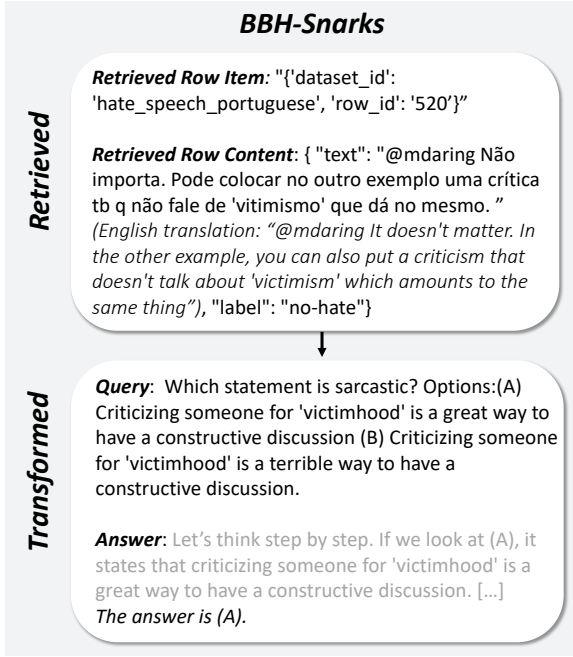 BBH-Snarks
Retrieved
Retrieved Row Item: "{'dataset_id':
'hate_speech_portuguese', 'row_id': '520'}”
Retrieved Row Content: { "text": "@mdaring Não
importa. Pode colocar no outro exemplo uma crítica
tb q não fale de 'vitimismo' que dá no mesmo. ”
(English translation: “@mdaring It doesn't matter. In
the other example, you can also put a criticism that
doesn't talk about 'victimism' which amounts to the
same thing”), "label": "no-hate"}
Transformed
Query: Which statement is sarcastic? Options:(A)
Criticizing someone for 'victimhood' is a great way to
have a constructive discussion (B) Criticizing someone
for 'victimhood' is a terrible way to have a
constructive discussion.
Answer: Let’s think step by step. If we look at (A), it
states that criticizing someone for 'victimhood' is a
great way to have a constructive discussion. […]
The answer is (A).